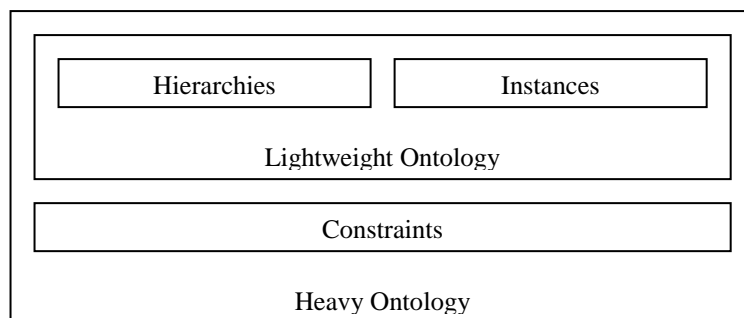 Hierarchies Instances
Lightweight Ontology
Constraints
Heavy Ontology